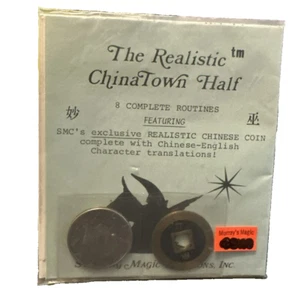 The Realistic™
ChinaTown Half
8 COMPLETE ROUTINES
妙 FEATURING 巫
SMC's exclusive REALISTIC CHINESE COIN
complete with Chinese-English
Character translations!
Murray's Magic
Inc.